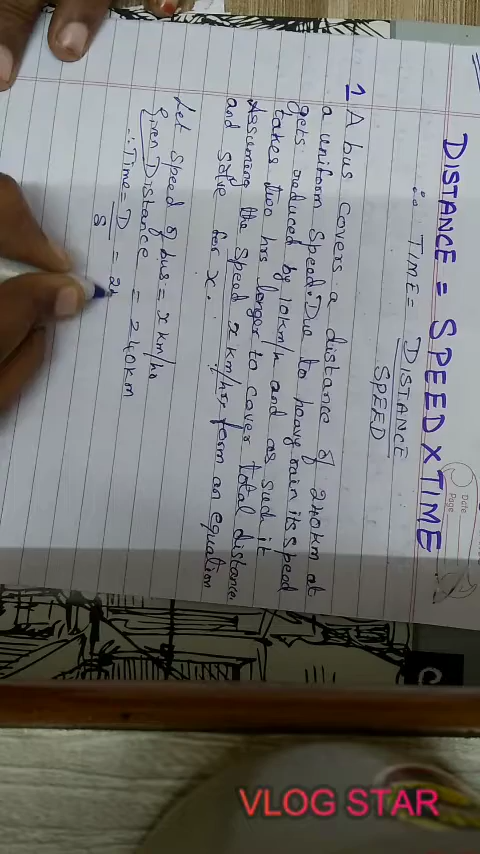 Date
Page
DISTANCE = SPEED X TIME
∴ TIME = DISTANCE
SPEED
1 A bus covers a distance of 240km at
a uniform speed. Due to heavy rain its speed
gets reduced by 10km/h and as such it
takes two hrs longer to cover total distance.
Assuming the speed x km/hr form an equation
and solve for x.
Let Speed of bus = x km/hr
Given Distance = 240km
∴ Time = D = 24
S
VLOG STAR